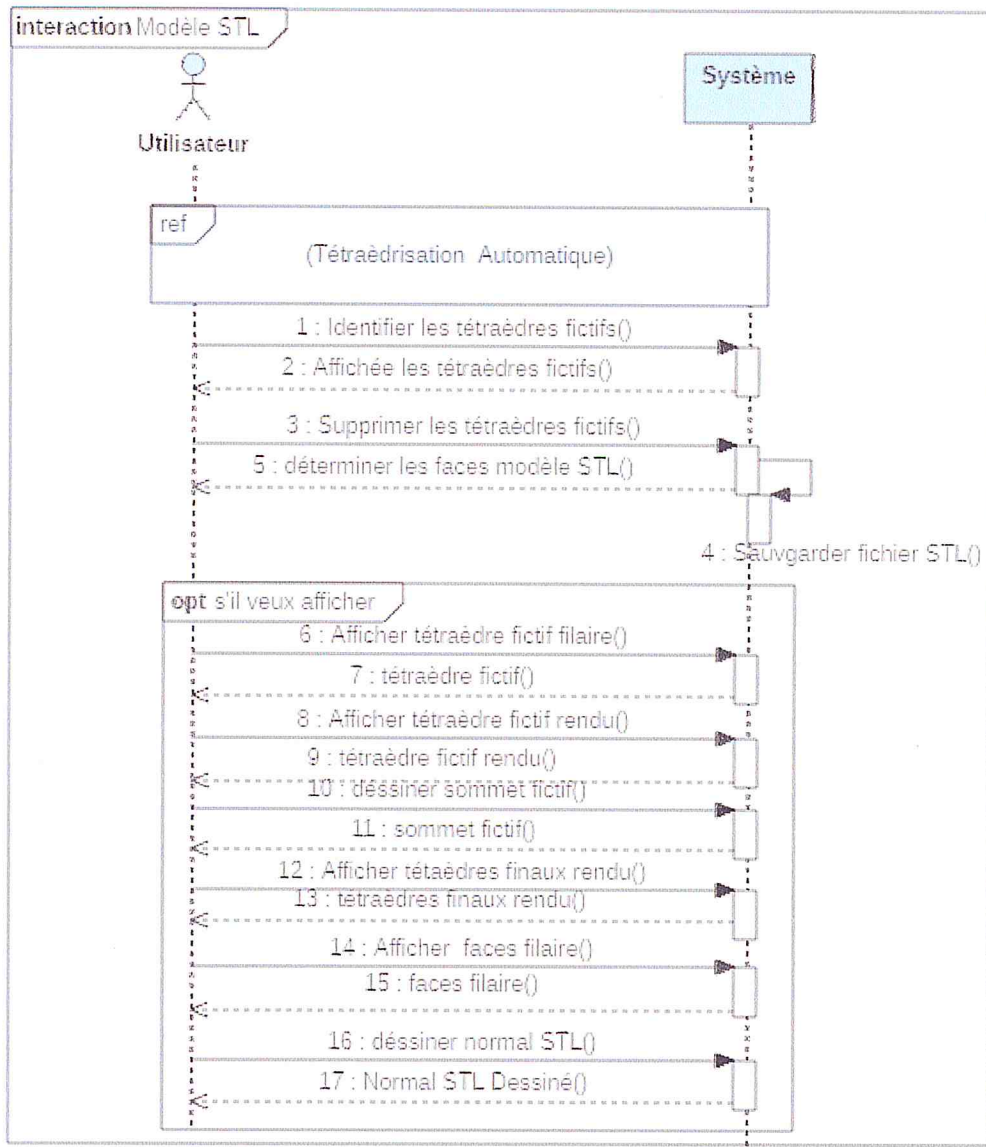 interaction Modèle STL
Système
Utilisateur
ref
(Tétraèdrisation Automatique)
1 : Identifier les tétraèdres fictifs()
2 : Affichée les tétraèdres fictifs()
3 : Supprimer les tétraèdres fictifs()
5 : déterminer les faces modèle STL()
4 : Sauvgarder fichier STL()
opt s'il veux afficher
6 : Afficher tétraèdre fictif filaire()
7 : tétraèdre fictif()
8 : Afficher tétraèdre fictif rendu()
9 : tétraèdre fictif rendu()
10 : déssiner sommet fictif()
11 : sommet fictif()
12 : Afficher tétaèdres finaux rendu()
13 : tétraèdres finaux rendu()
14 : Afficher faces filaire()
15 : faces filaire()
16 : déssiner normal STL()
17 : Normal STL Dessiné()